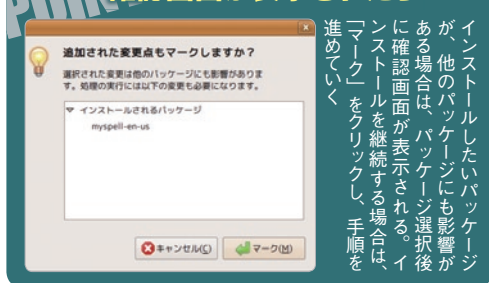 POINT
追加された変更点もマークしますか？
選択された変更は他のパッケージにも影響がありま
す。処理の実行には以下の変更も必要になります。
▽ インストールされるパッケージ
myspell-en-us
キャンセル(C)
マーク(M)
インストールしたいパッケージ
が、他のパッケージにも影響が
ある場合は、パッケージ選択後
に確認画面が表示される。イ
ンストールを継続する場合は、
「マーク」をクリックし、手順を
進めていく